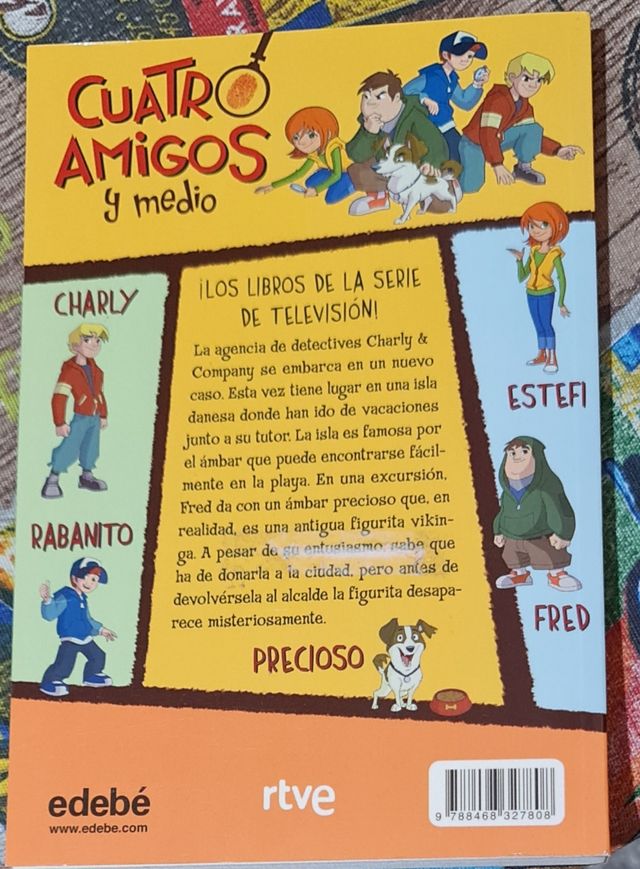 CUATRO
AMIGOS
y medio
¡LOS LIBROS DE LA SERIE
DE TELEVISIÓN!
La agencia de detectives Charly &
Company se embarca en un nuevo
caso. Esta vez tiene lugar en una isla
danesa donde han ido de vacaciones
junto a su tutor. La isla es famosa por
el ámbar que puede encontrarse fácil-
mente en la playa. En una excursión,
Fred da con un ámbar precioso que, en
realidad, es una antigua figurita vikin-
ga. A pesar de su entusiasmo sabe que
ha de donarla a la ciudad, pero antes de
devolvérsela al alcalde la figurita desapa-
rece misteriosamente.
CHARLY
RABANITO
ESTEFI
FRED
PRECIOSO
edebé
www.edebe.com
rtve
9 788468 327808